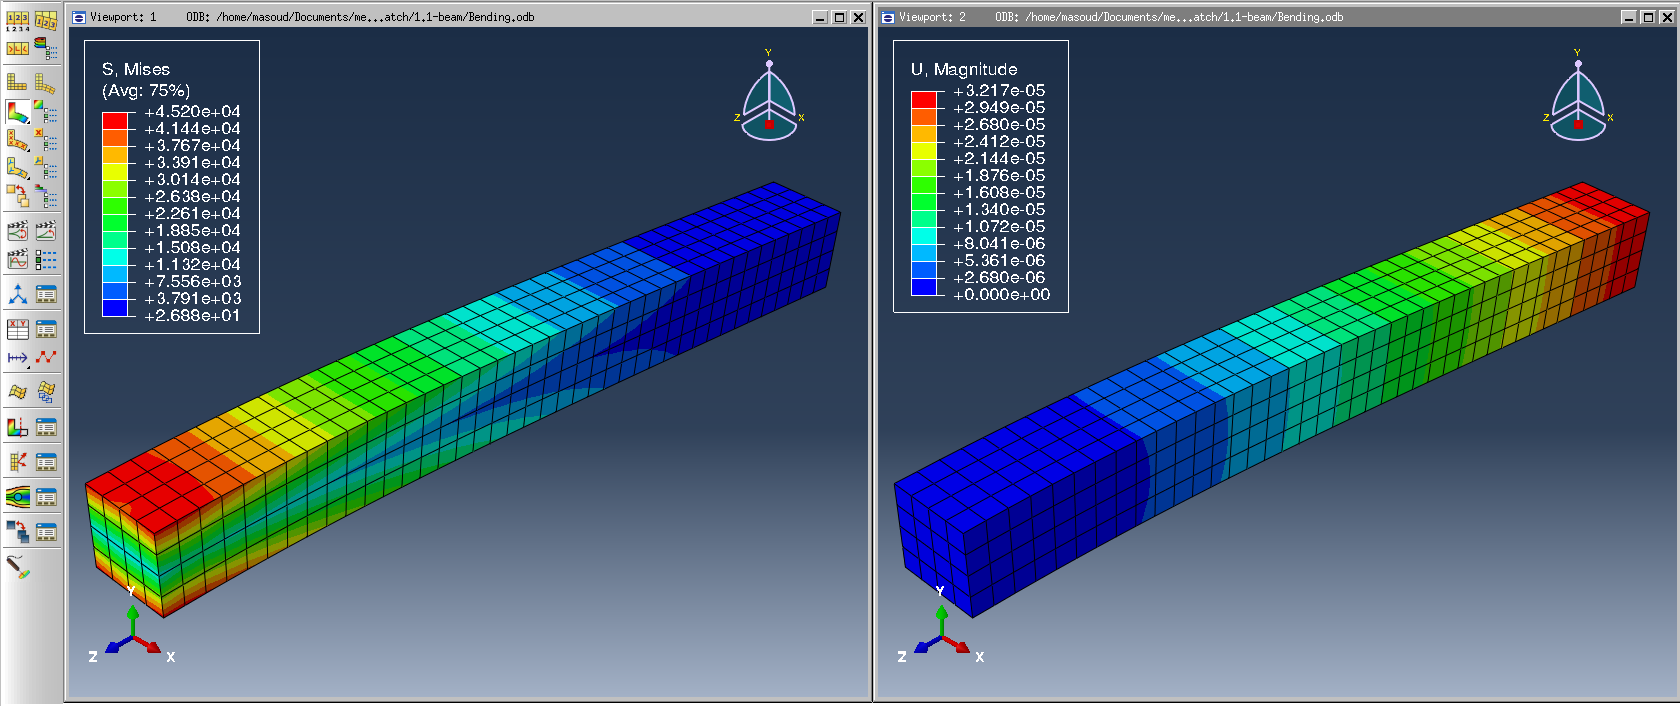 Viewport: 1 ODB: /home/masoud/Documents/me...atch/1.1-beam/Bending.odb
S, Mises
(Avg: 75%)
+4.520e+04
+4.144e+04
+3.767e+04
+3.391e+04
+3.014e+04
+2.638e+04
+2.261e+04
+1.885e+04
+1.508e+04
+1.132e+04
+7.556e+03
+3.791e+03
+2.688e+01
Y
Z
X
Y
Z
X
Viewport: 2 ODB: /home/masoud/Documents/me...atch/1.1-beam/Bending.odb
U, Magnitude
+3.217e-05
+2.949e-05
+2.680e-05
+2.412e-05
+2.144e-05
+1.876e-05
+1.608e-05
+1.340e-05
+1.072e-05
+8.041e-06
+5.361e-06
+2.680e-06
+0.000e+00
Y
Z
X
Y
Z
X